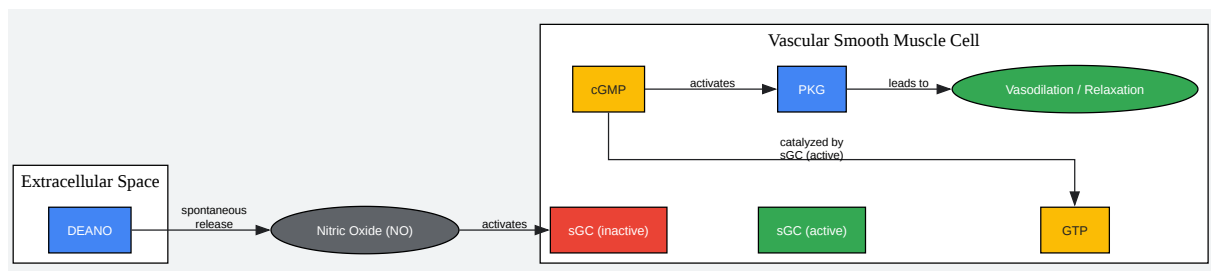 Vascular Smooth Muscle Cell
cGMP
activates
PKG
leads to
Vasodilation / Relaxation
catalyzed by
sGC (active)
Extracellular Space
DEANO
spontaneous
release
Nitric Oxide (NO)
activates
sGC (inactive)
sGC (active)
GTP